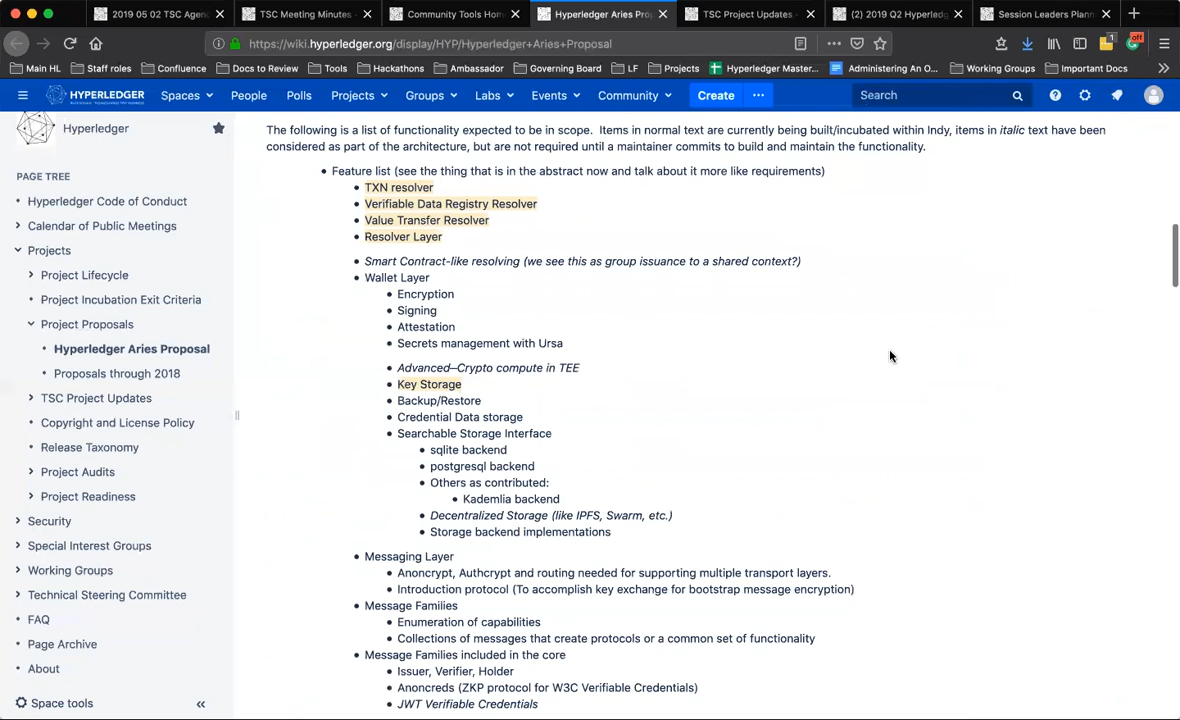 2019 05 02 TSC Agend
TSC Meeting Minutes -
Community Tools Hom
Hyperledger Aries Prop
TSC Project Updates -
(2) 2019 Q2 Hyperledg
Session Leaders Plann
https://wiki.hyperledger.org/display/HYP/Hyperledger+Aries+Proposal
1
off
Main HL
Staff roles
Confluence
Docs to Review
Tools
Hackathons
Ambassador
Governing Board
LF
Projects
Hyperledger Master...
Administering An O...
Working Groups
Important Docs
HYPERLEDGER
Spaces
People
Polls
Projects
Groups
Labs
Events
Community
Create
Search
Hyperledger
PAGE TREE
Hyperledger Code of Conduct
Calendar of Public Meetings
Projects
Project Lifecycle
Project Incubation Exit Criteria
Project Proposals
Hyperledger Aries Proposal
Proposals through 2018
TSC Project Updates
Copyright and License Policy
Release Taxonomy
Project Audits
Project Readiness
Security
Special Interest Groups
Working Groups
Technical Steering Committee
FAQ
Page Archive
About
Space tools
The following is a list of functionality expected to be in scope.  Items in normal text are currently being built/incubated within Indy, items in italic text have been
considered as part of the architecture, but are not required until a maintainer commits to build and maintain the functionality.
Feature list (see the thing that is in the abstract now and talk about it more like requirements)
TXN resolver
Verifiable Data Registry Resolver
Value Transfer Resolver
Resolver Layer
Smart Contract-like resolving (we see this as group issuance to a shared context?)
Wallet Layer
Encryption
Signing
Attestation
Secrets management with Ursa
Advanced—Crypto compute in TEE
Key Storage
Backup/Restore
Credential Data storage
Searchable Storage Interface
sqlite backend
postgresql backend
Others as contributed:
Kademlia backend
Decentralized Storage (like IPFS, Swarm, etc.)
Storage backend implementations
Messaging Layer
Anoncrypt, Authcrypt and routing needed for supporting multiple transport layers.
Introduction protocol (To accomplish key exchange for bootstrap message encryption)
Message Families
Enumeration of capabilities
Collections of messages that create protocols or a common set of functionality
Message Families included in the core
Issuer, Verifier, Holder
Anoncreds (ZKP protocol for W3C Verifiable Credentials)
JWT Verifiable Credentials